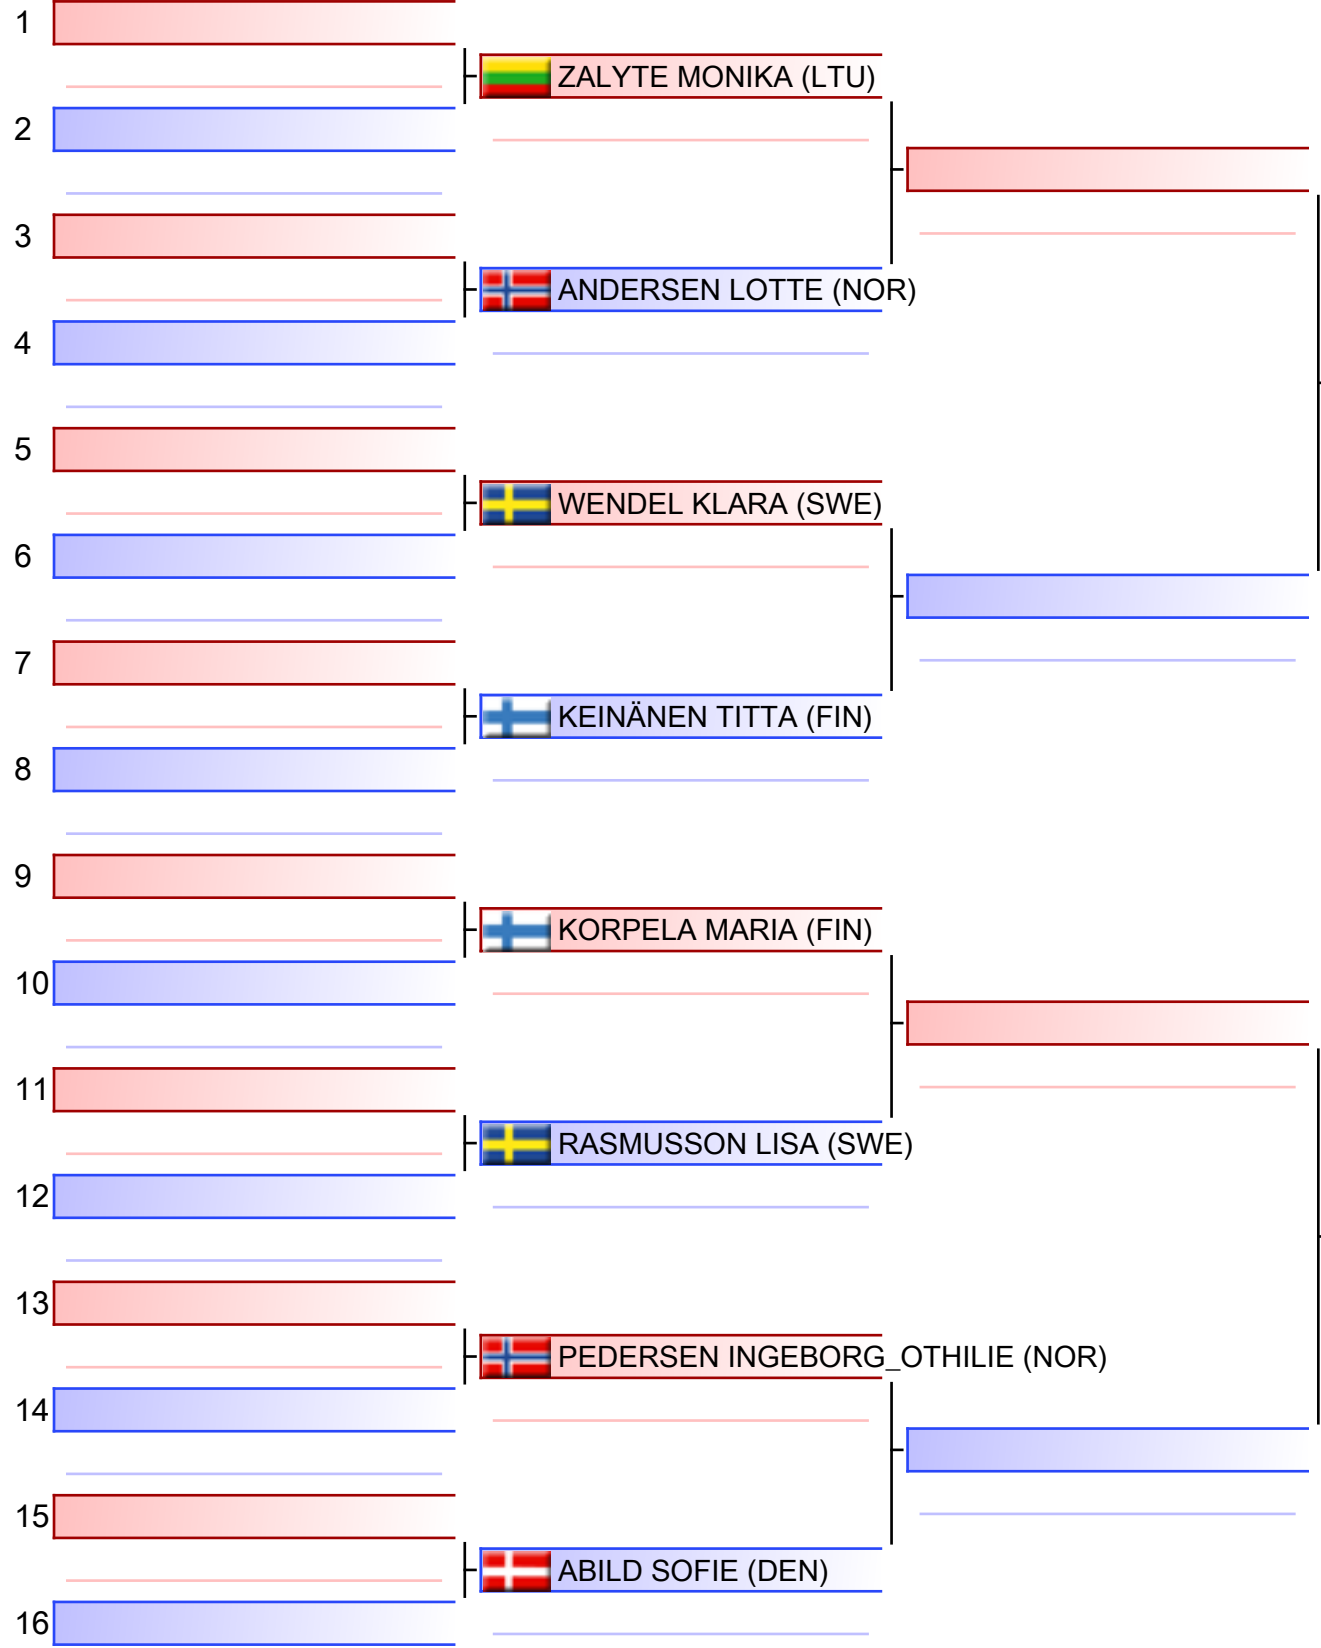 1
ZALYTE MONIKA (LTU)
2
3
ANDERSEN LOTTE (NOR)
4
5
WENDEL KLARA (SWE)
6
7
KEINÄNEN TITTA (FIN)
8
9
KORPELA MARIA (FIN)
10
11
RASMUSSON LISA (SWE)
12
13
PEDERSEN INGEBORG_OTHILIE (NOR)
14
15
ABILD SOFIE (DEN)
16